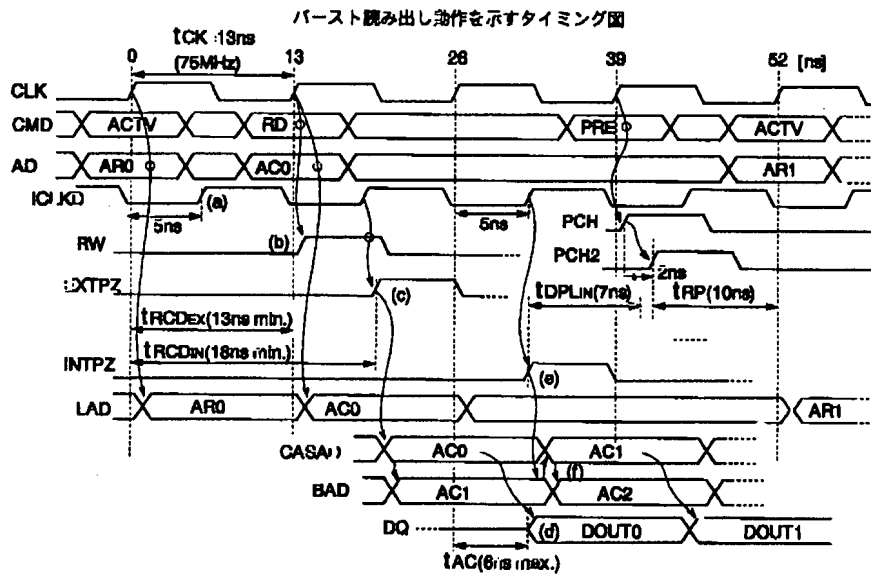 バースト読み出し動作を示すタイミング図
tCK :13ns
(75MHz)
0 13 26 39 52 [ns]
CLK
CMD ACTV RD PRE ACTV
AD AR0 AC0 AR1
ICLKD (a)
5ns 5ns
PCH
RW (b)
PCH2
2ns
EXTPZ (c)
tDPLIN(7ns) tRP(10ns)
tRCDEX(13ns min.)
tRCDIN(18ns min.)
INTPZ (e)
LAD AR0 AC0 AR1
CASAD AC0 AC1
(f)
BAD AC1 AC2
DQ (d) DOUT0 DOUT1
tAC(6ns max.)